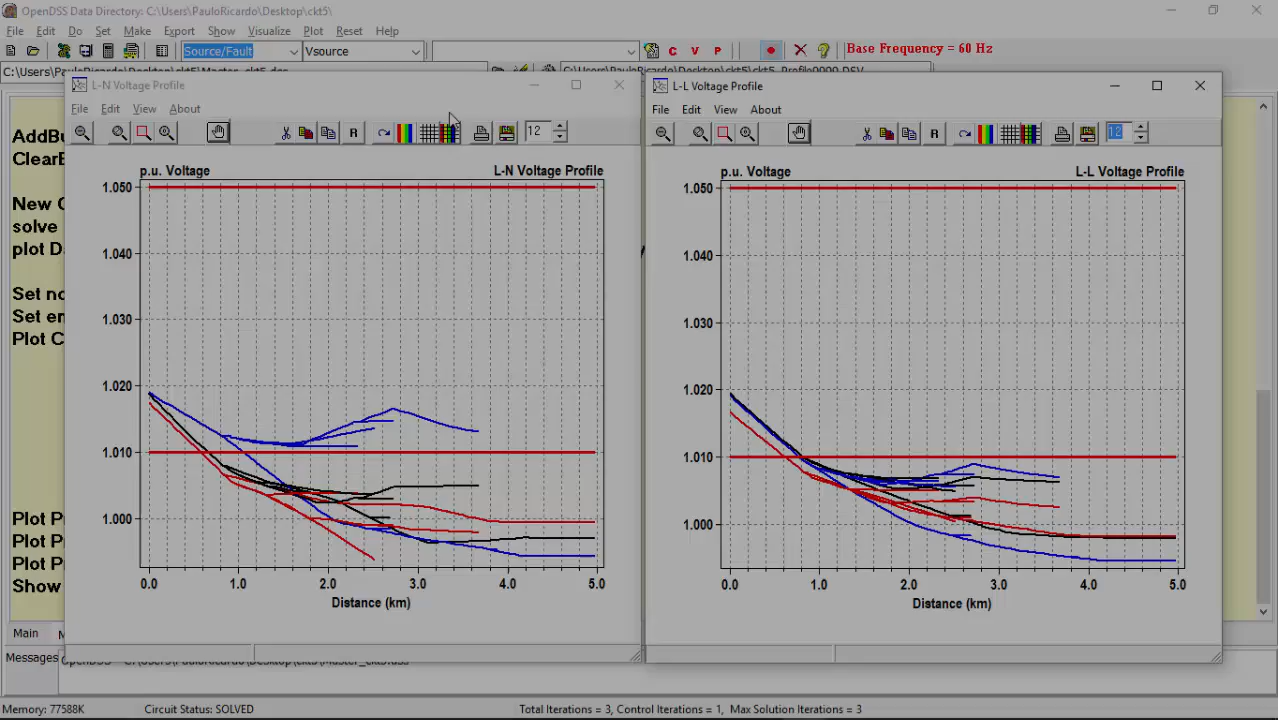 OpenDSS Data Directory: C:\Users\PauloRicardo\Desktop\ckt5\
File Edit Do Set Make Export Show Visualize Plot Reset Help
Source/Fault Vsource C V P Base Frequency = 60 Hz
L-N Voltage Profile
File Edit View About
R 12
p.u. Voltage L-N Voltage Profile
1.050
1.040
1.030
1.020
1.010
1.000
0.0 1.0 2.0 3.0 4.0 5.0
Distance (km)
L-L Voltage Profile
File Edit View About
R 12
p.u. Voltage L-L Voltage Profile
1.050
1.040
1.030
1.020
1.010
1.000
0.0 1.0 2.0 3.0 4.0 5.0
Distance (km)
AddBu
ClearB
New C
solve
plot D
Set no
Set en
Plot C
Plot P
Plot P
Plot P
Show
Main
Messages
Memory: 77588K Circuit Status: SOLVED Total Iterations = 3, Control Iterations = 1, Max Solution Iterations = 3